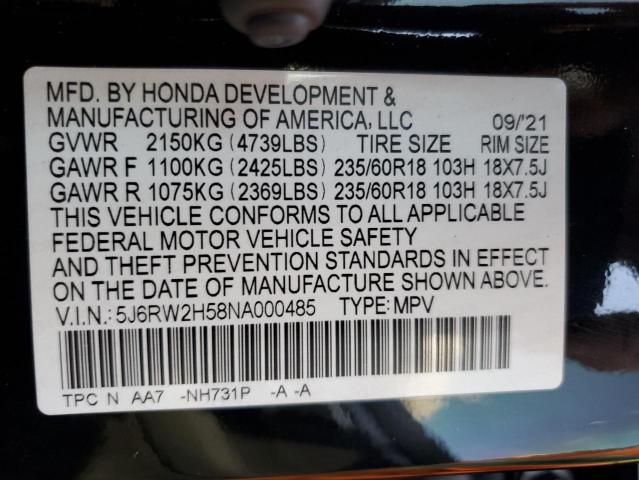 MFD. BY HONDA DEVELOPMENT &
MANUFACTURING OF AMERICA, LLC 09/'21
GVWR 2150KG (4739LBS) TIRE SIZE RIM SIZE
GAWR F 1100KG (2425LBS) 235/60R18 103H 18X7.5J
GAWR R 1075KG (2369LBS) 235/60R18 103H 18X7.5J
THIS VEHICLE CONFORMS TO ALL APPLICABLE
FEDERAL MOTOR VEHICLE SAFETY
AND THEFT PREVENTION STANDARDS IN EFFECT
ON THE DATE OF MANUFACTURE SHOWN ABOVE.
V.I.N.: 5J6RW2H58NA000485 TYPE: MPV
TPC N AA7 -NH731P -A -A